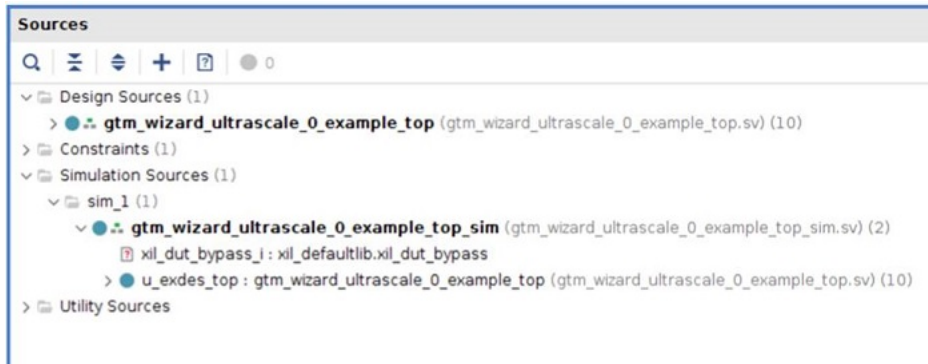 Sources
0
Design Sources (1)
gtm_wizard_ultrascale_0_example_top (gtm_wizard_ultrascale_0_example_top.sv) (10)
Constraints (1)
Simulation Sources (1)
sim_1 (1)
gtm_wizard_ultrascale_0_example_top_sim (gtm_wizard_ultrascale_0_example_top_sim.sv) (2)
xil_dut_bypass_i : xil_defaultlib.xil_dut_bypass
u_exdes_top : gtm_wizard_ultrascale_0_example_top (gtm_wizard_ultrascale_0_example_top.sv) (10)
Utility Sources